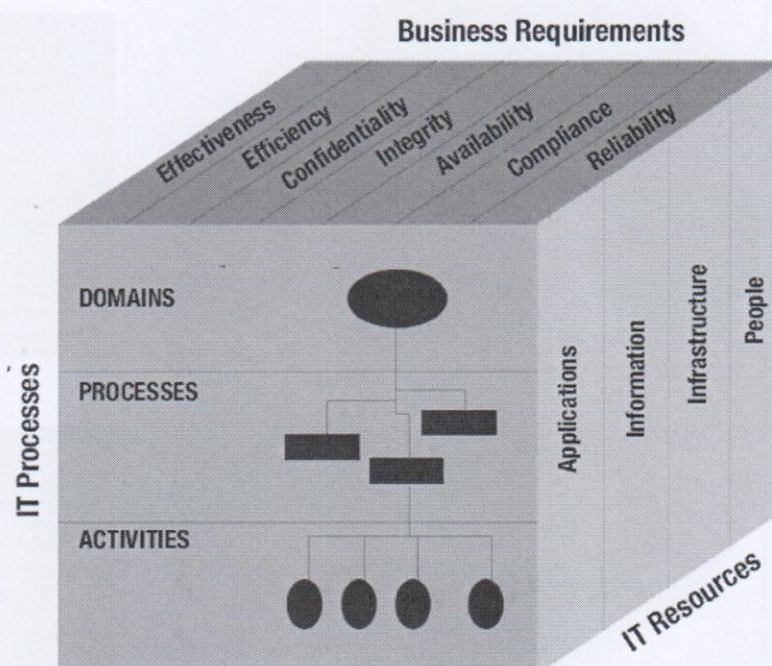 Business Requirements
Effectiveness
Efficiency
Confidentiality
Integrity
Availability
Compliance
Reliability
IT Processes
DOMAINS
PROCESSES
ACTIVITIES
Applications
Information
Infrastructure
People
IT Resources